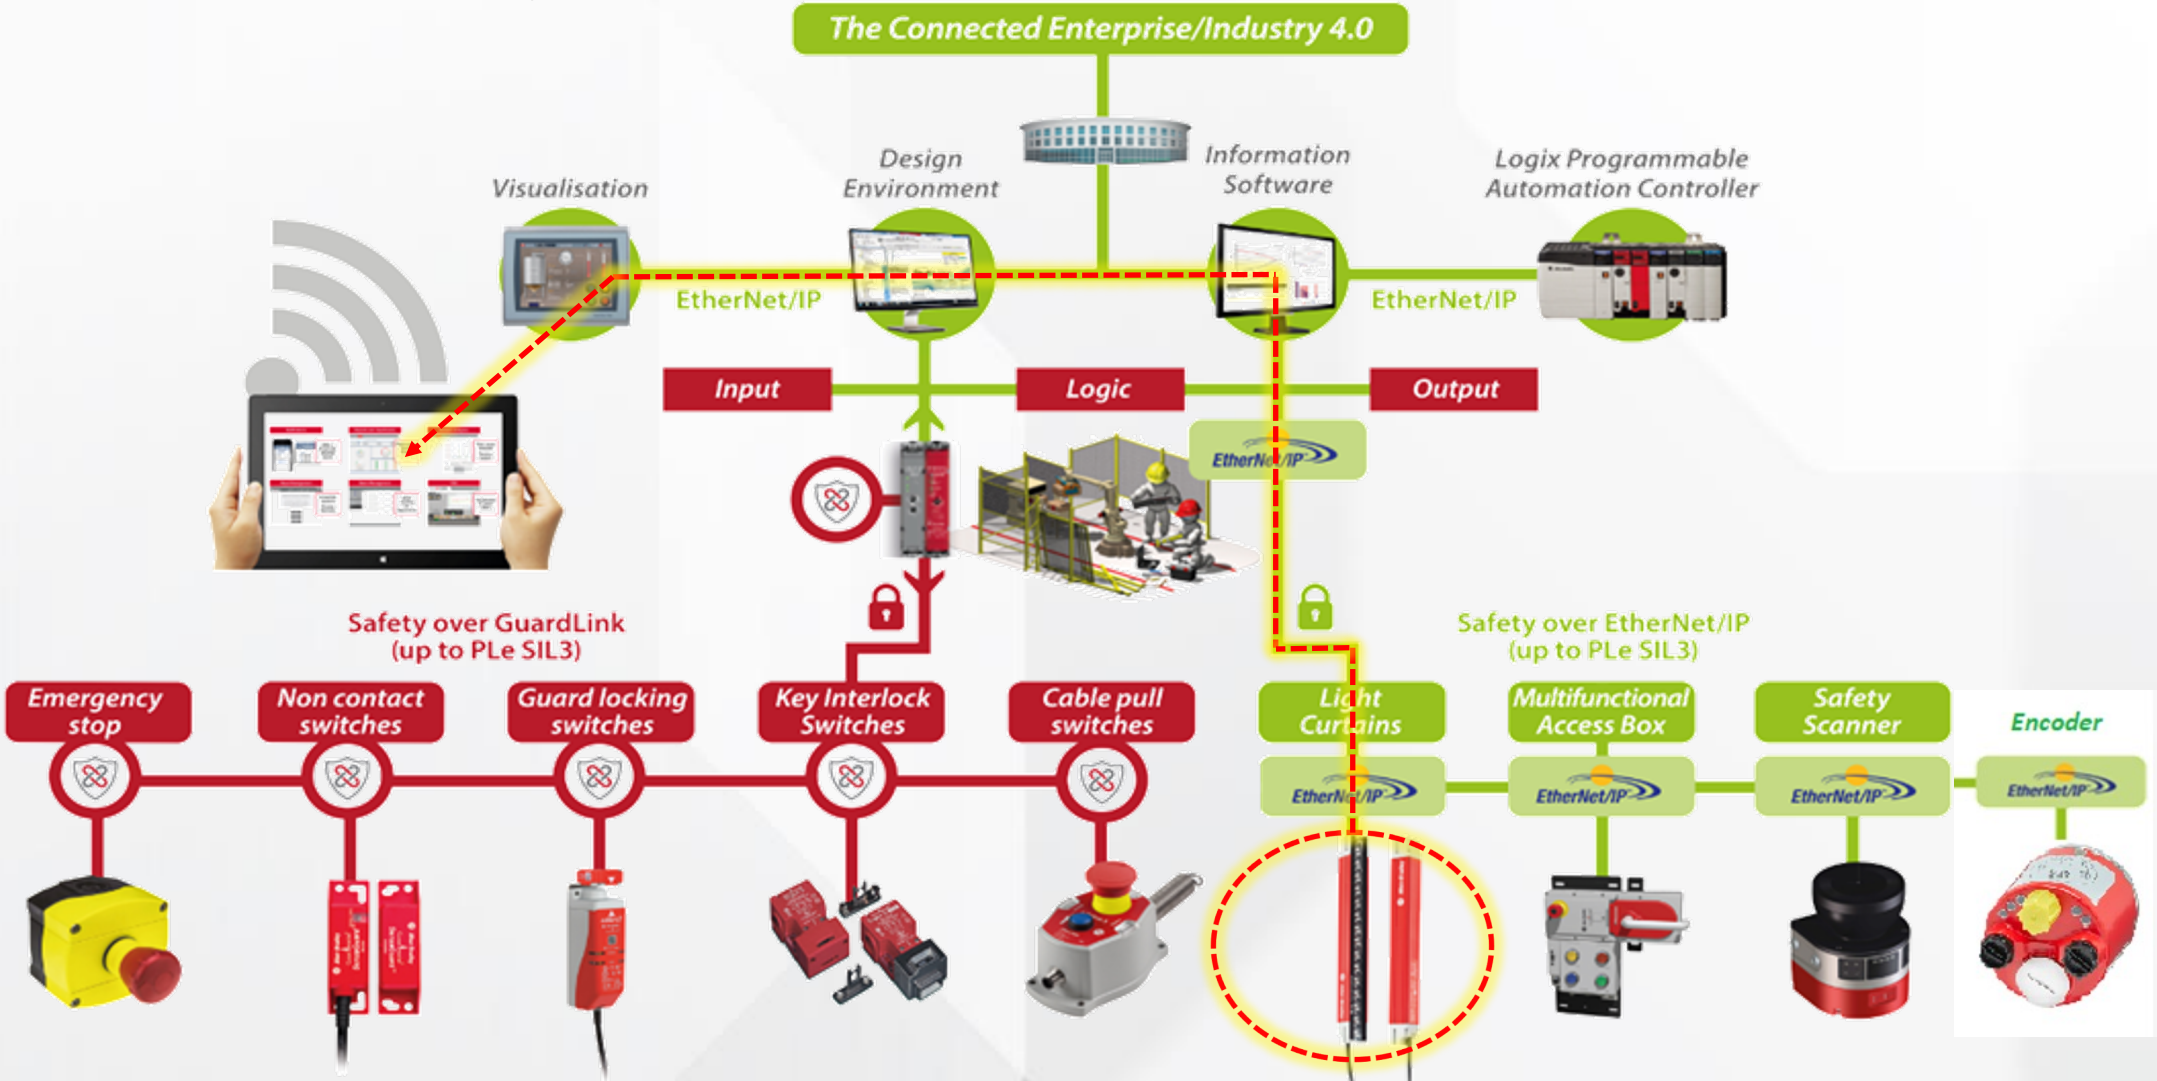 The Connected Enterprise/Industry 4.0
Design
Environment
Information
Software
Logix Programmable
Automation Controller
Visualisation
EtherNet/IP
EtherNet/IP
Input
Logic
Output
EtherNet/IP
Safety over GuardLink
(up to PLe SIL3)
Safety over EtherNet/IP
(up to PLe SIL3)
Emergency
stop
Non contact
switches
Guard locking
switches
Key Interlock
Switches
Cable pull
switches
Light
Curtains
Multifunctional
Access Box
Safety
Scanner
Encoder
EtherNet/IP
EtherNet/IP
EtherNet/IP
EtherNet/IP